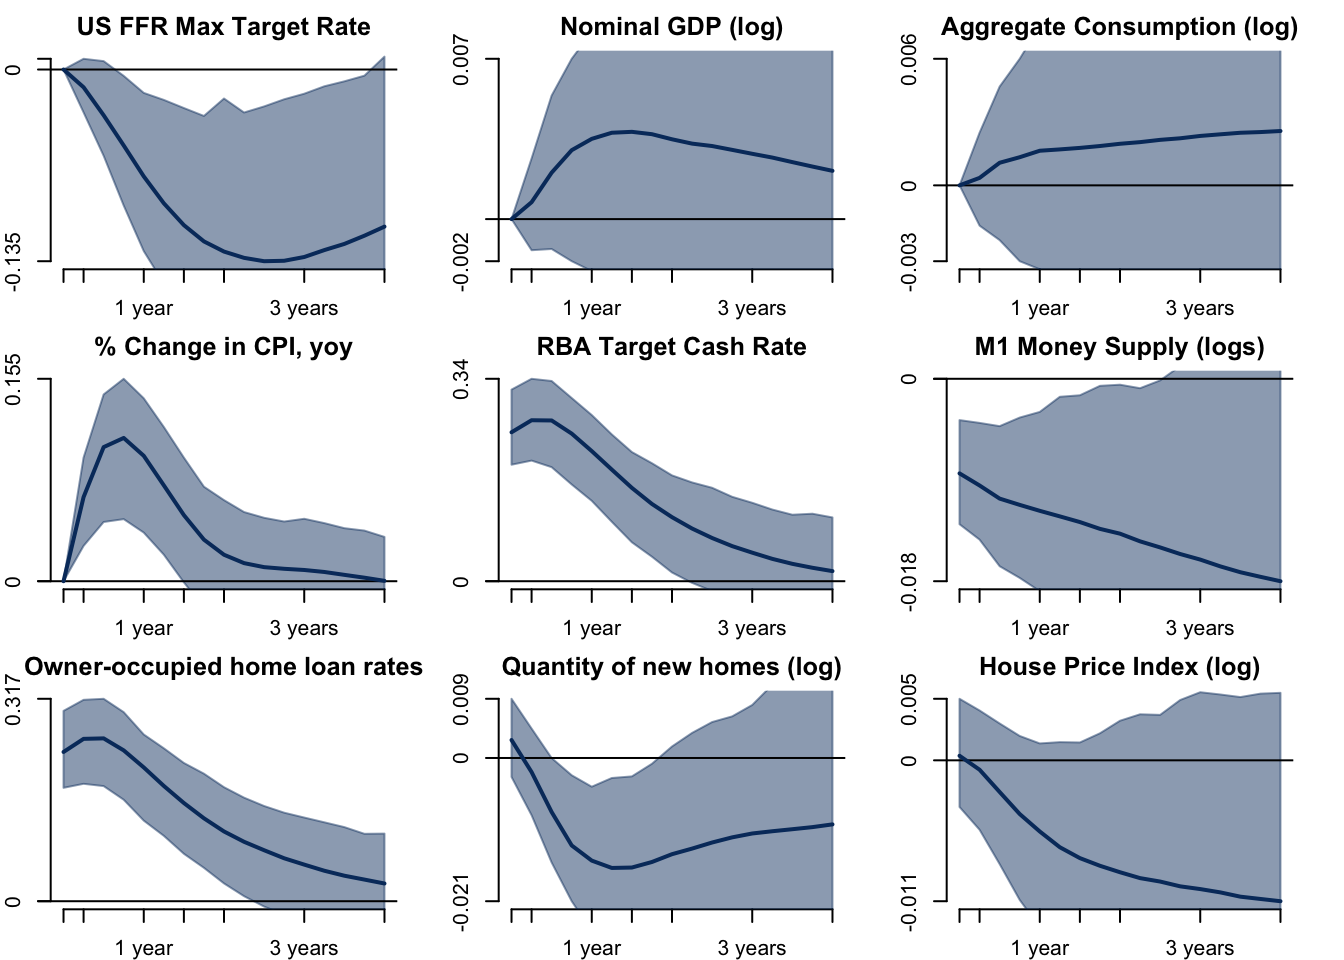 US FFR Max Target Rate
0
-0.135
1 year
3 years
Nominal GDP (log)
0.007
-0.002
1 year
3 years
Aggregate Consumption (log)
0.006
0
-0.003
1 year
3 years
% Change in CPI, yoy
0.155
0
1 year
3 years
RBA Target Cash Rate
0.34
0
1 year
3 years
M1 Money Supply (logs)
0
-0.018
1 year
3 years
Owner-occupied home loan rates
0.317
0
1 year
3 years
Quantity of new homes (log)
0.009
0
-0.021
1 year
3 years
House Price Index (log)
0.005
0
-0.011
1 year
3 years